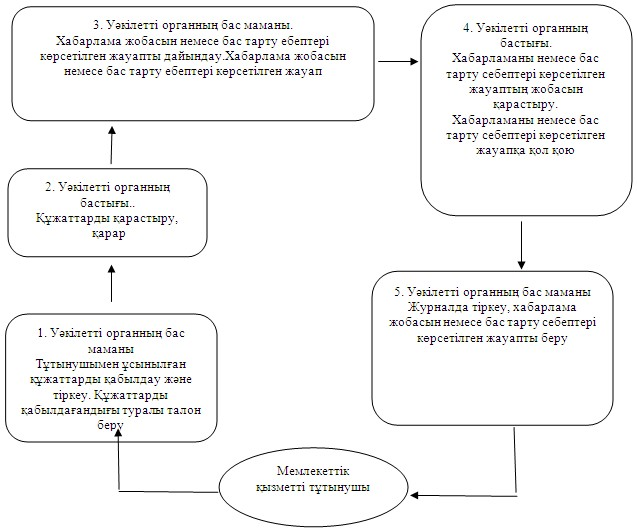 3. Уәкілетті органның бас маманы.
Хабарлама жобасын немесе бас тарту ебептері
көрсетілген жауапты дайындау.Хабарлама жобасын
немесе бас тарту ебептері көрсетілген жауап
4. Уәкілетті органның
бастығы.
Хабарламаны немесе бас
тарту себептері көрсетілген
жауаптың жобасын
қарастыру.
Хабарламаны немесе бас
тарту себептері көрсетілген
жауапқа қол қою
2. Уәкілетті органның
бастығы..
Құжаттарды қарастыру,
қарар
5. Уәкілетті органның бас маманы
Журналда тіркеу, хабарлама
жобасын немесе бас тарту себептері
көрсетілген жауапты беру
1. Уәкілетті органның бас
маманы
Тұтынушымен ұсынылған
құжаттарды қабылдау және
тіркеу. Құжаттарды
қабылдағандығы туралы талон
беру
Мемлекеттік
қызметті тұтынушы